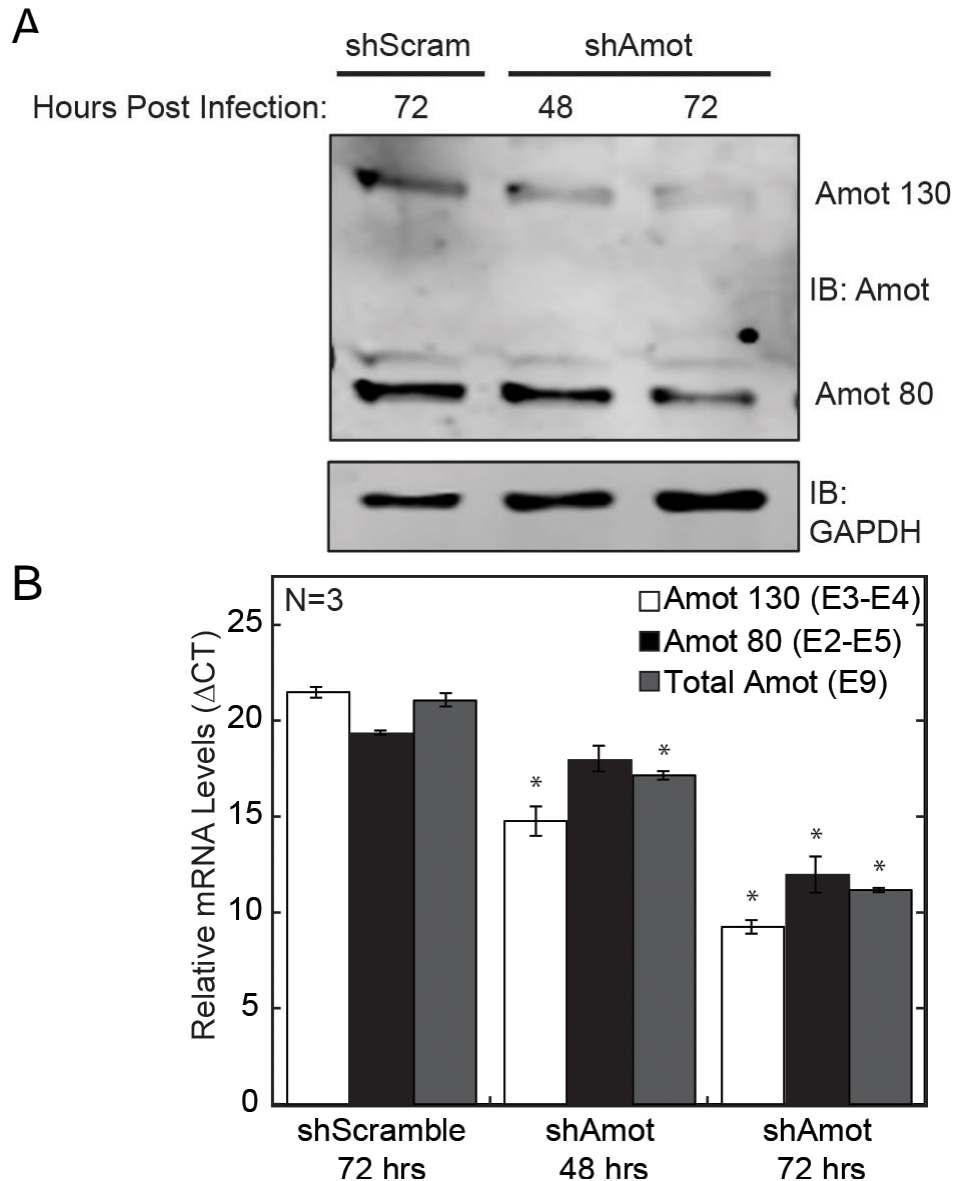 A
shScram shAmot
Hours Post Infection: 72 48 72
Amot 130
IB: Amot
Amot 80
IB:
GAPDH
B
N=3
Amot 130 (E3-E4)
Amot 80 (E2-E5)
Total Amot (E9)
Relative mRNA Levels (ΔCT)
25
20
15
10
5
0
* *
* * *
shScramble shAmot shAmot
72 hrs 48 hrs 72 hrs